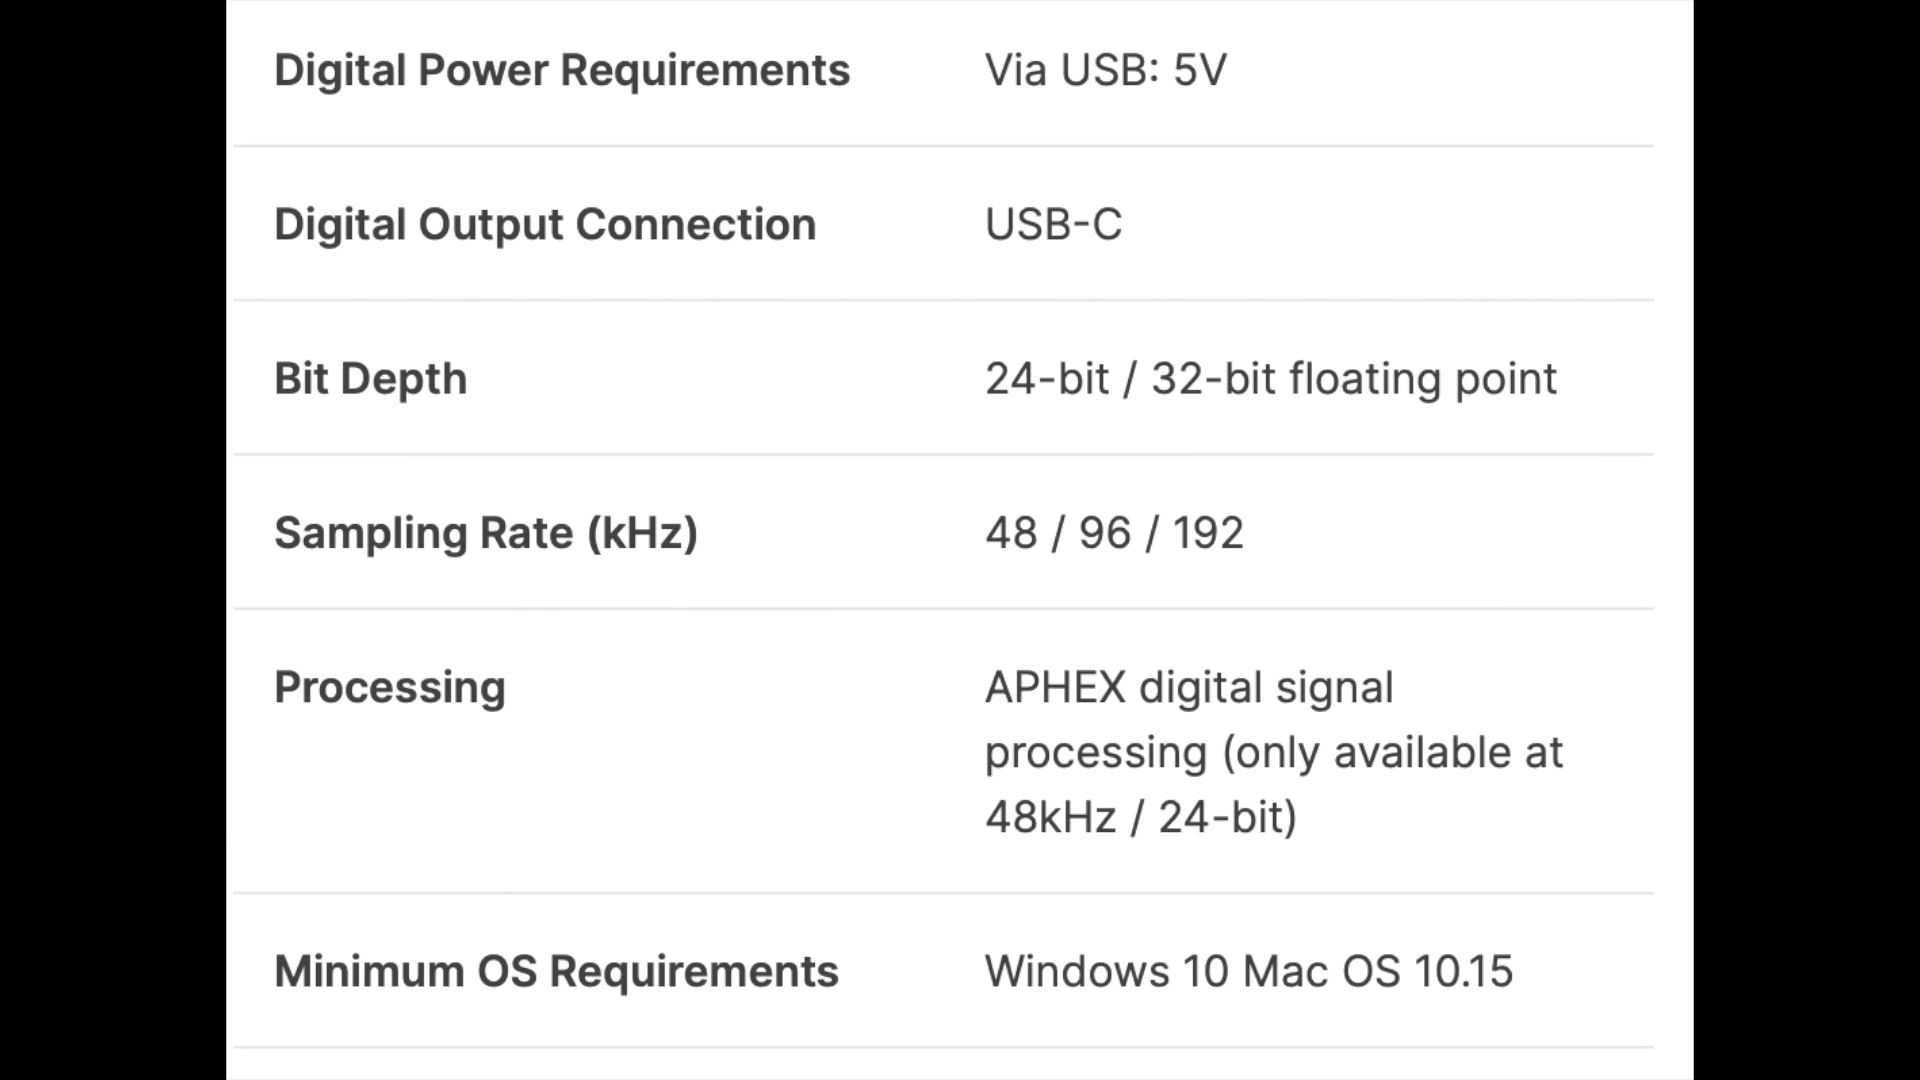 Digital Power Requirements Via USB: 5V
Digital Output Connection USB-C
Bit Depth 24-bit / 32-bit floating point
Sampling Rate (kHz) 48 / 96 / 192
Processing APHEX digital signal
processing (only available at
48kHz / 24-bit)
Minimum OS Requirements Windows 10 Mac OS 10.15